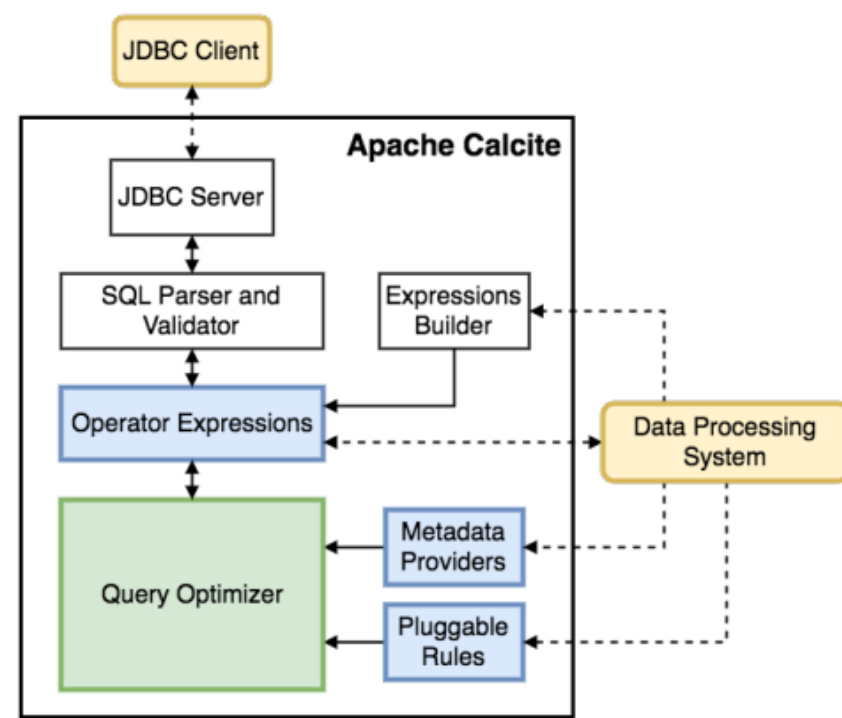 JDBC Client
Apache Calcite
JDBC Server
SQL Parser and
Validator
Expressions
Builder
Operator Expressions
Data Processing
System
Metadata
Providers
Query Optimizer
Pluggable
Rules